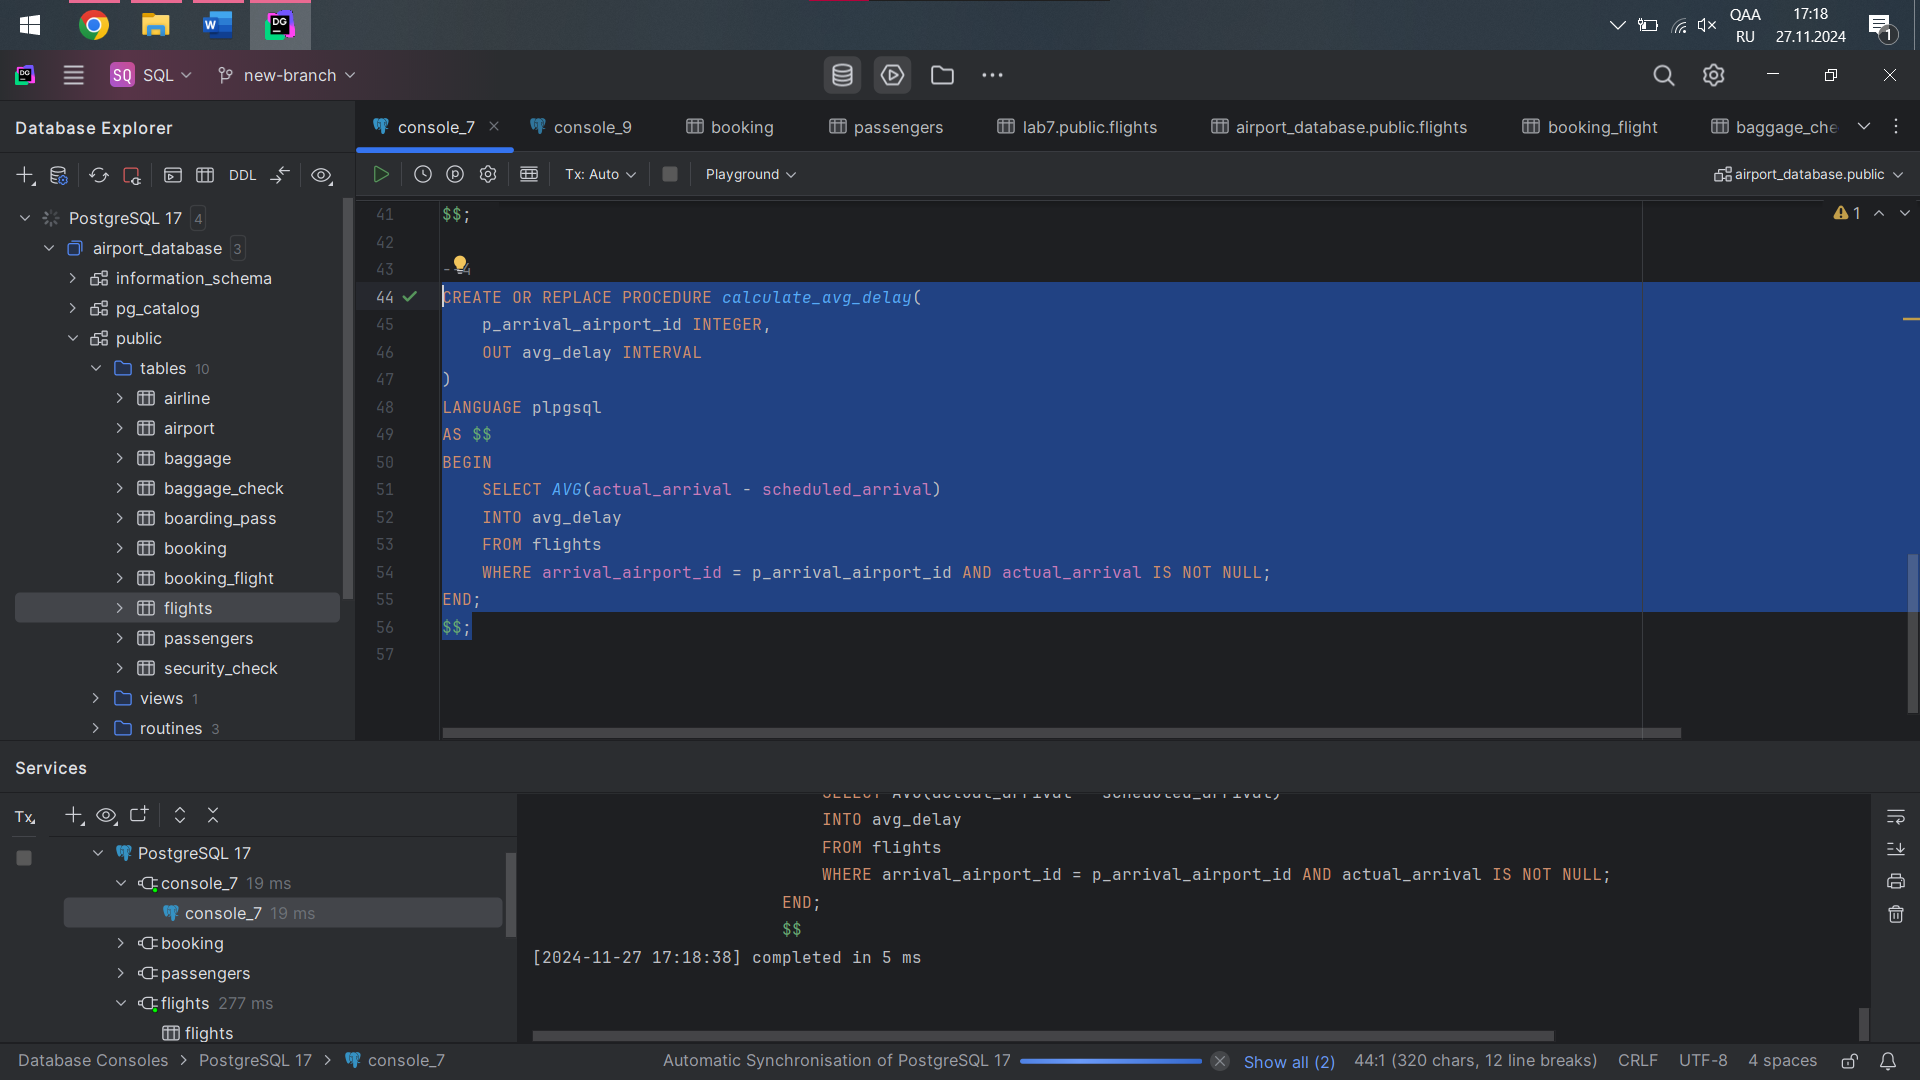 QAA
RU
17:18
27.11.2024
1
SQ SQL
new-branch
Database Explorer
DDL
PostgreSQL 17 4
airport_database 3
information_schema
pg_catalog
public
tables 10
airline
airport
baggage
baggage_check
boarding_pass
booking
booking_flight
flights
passengers
security_check
views 1
routines 3
console_7
console_9
booking
passengers
lab7.public.flights
airport_database.public.flights
booking_flight
baggage_che
Tx: Auto
Playground
airport_database.public
1
41 $$;
42
43
44 CREATE OR REPLACE PROCEDURE calculate_avg_delay(
45 p_arrival_airport_id INTEGER,
46 OUT avg_delay INTERVAL
47 )
48 LANGUAGE plpgsql
49 AS $$
50 BEGIN
51 SELECT AVG(actual_arrival - scheduled_arrival)
52 INTO avg_delay
53 FROM flights
54 WHERE arrival_airport_id = p_arrival_airport_id AND actual_arrival IS NOT NULL;
55 END;
56 $$;
57
Services
Tx
PostgreSQL 17
console_7 19 ms
console_7 19 ms
booking
passengers
flights 277 ms
flights
SELECT AVG(actual_arrival - scheduled_arrival)
INTO avg_delay
FROM flights
WHERE arrival_airport_id = p_arrival_airport_id AND actual_arrival IS NOT NULL;
END;
$$
[2024-11-27 17:18:38] completed in 5 ms
Database Consoles > PostgreSQL 17 > console_7
Automatic Synchronisation of PostgreSQL 17
Show all (2)
44:1 (320 chars, 12 line breaks)
CRLF
UTF-8
4 spaces